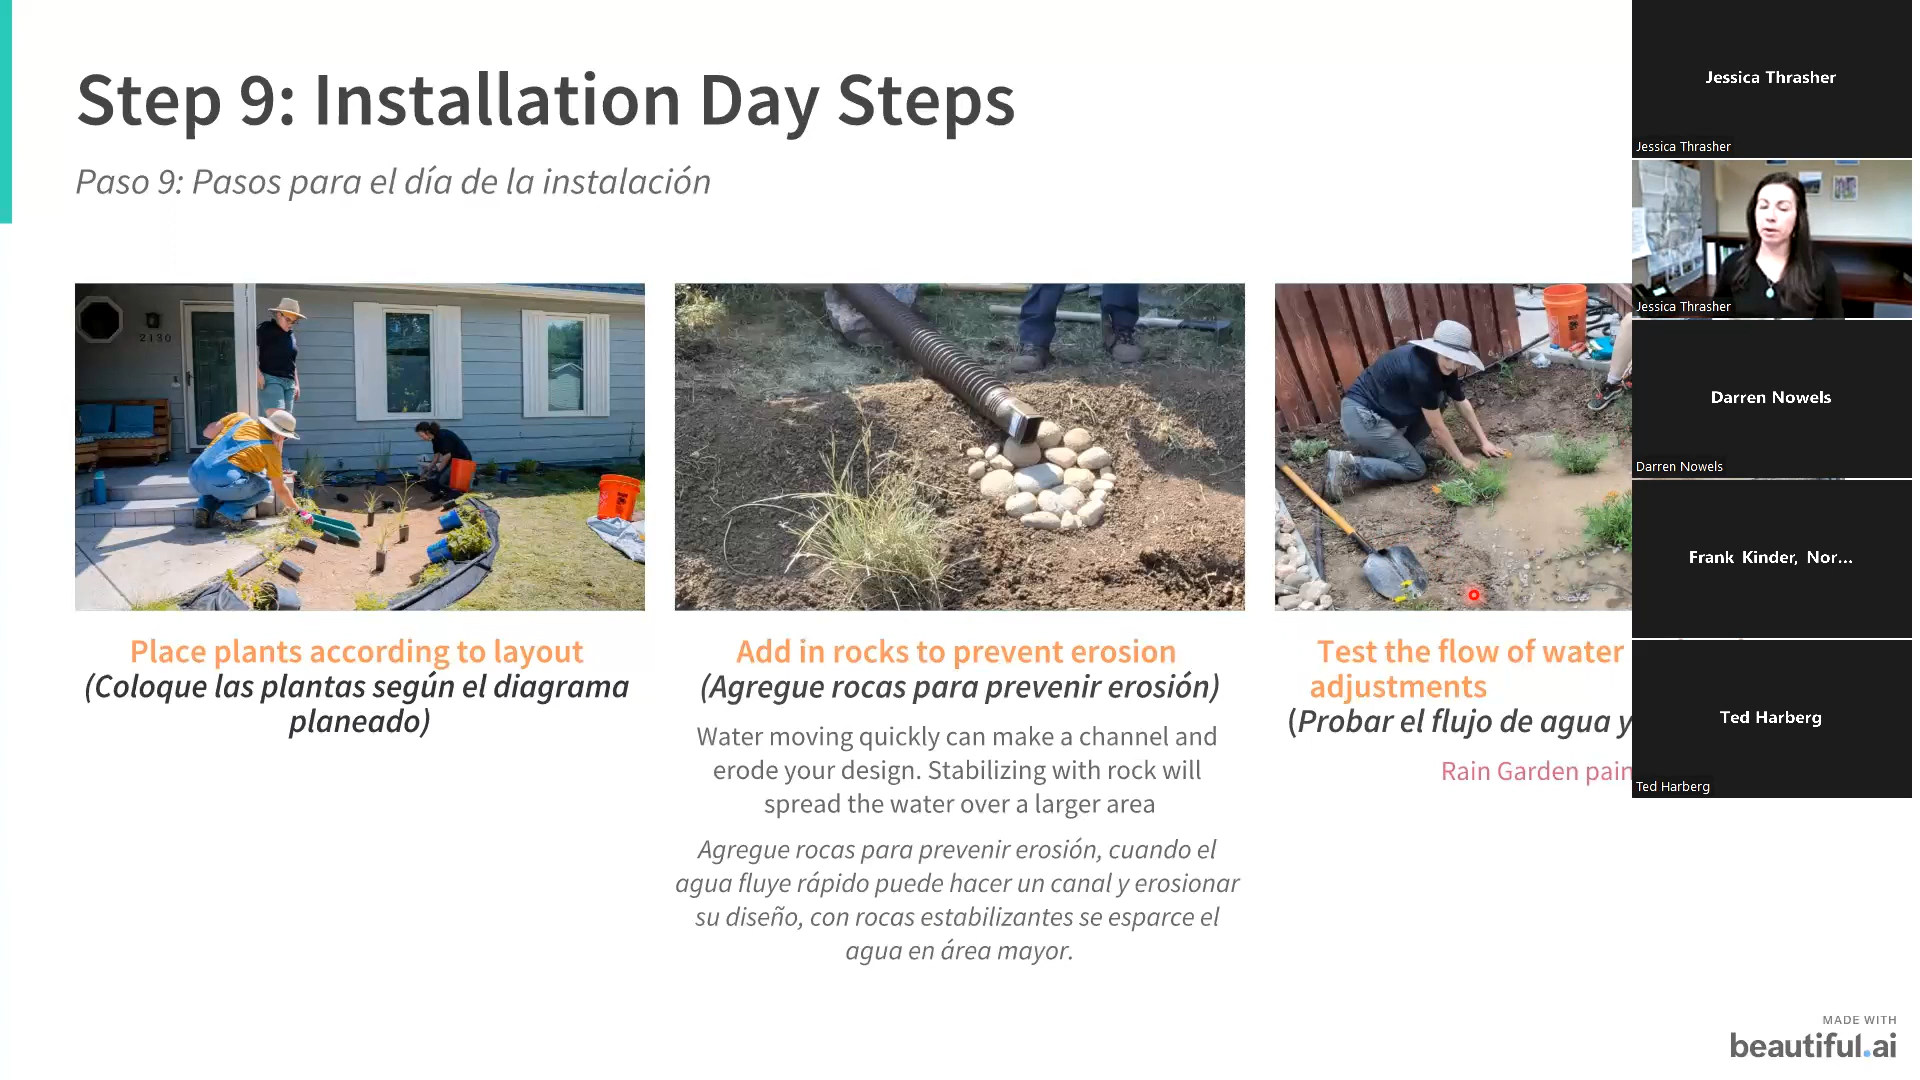 Step 9: Installation Day Steps
Paso 9: Pasos para el día de la instalación
2130
Place plants according to layout
(Coloque las plantas según el diagrama
planeado)
Add in rocks to prevent erosion
(Agregue rocas para prevenir erosión)
Water moving quickly can make a channel and
erode your design. Stabilizing with rock will
spread the water over a larger area
Agregue rocas para prevenir erosión, cuando el
agua fluye rápido puede hacer un canal y erosionar
su diseño, con rocas estabilizantes se esparce el
agua en área mayor.
Test the flow of water
adjustments
(Probar el flujo de agua y
Rain Garden pain
Jessica Thrasher
Jessica Thrasher
Jessica Thrasher
Darren Nowels
Darren Nowels
Frank Kinder, Nor...
Ted Harberg
Ted Harberg
MADE WITH
beautiful.ai